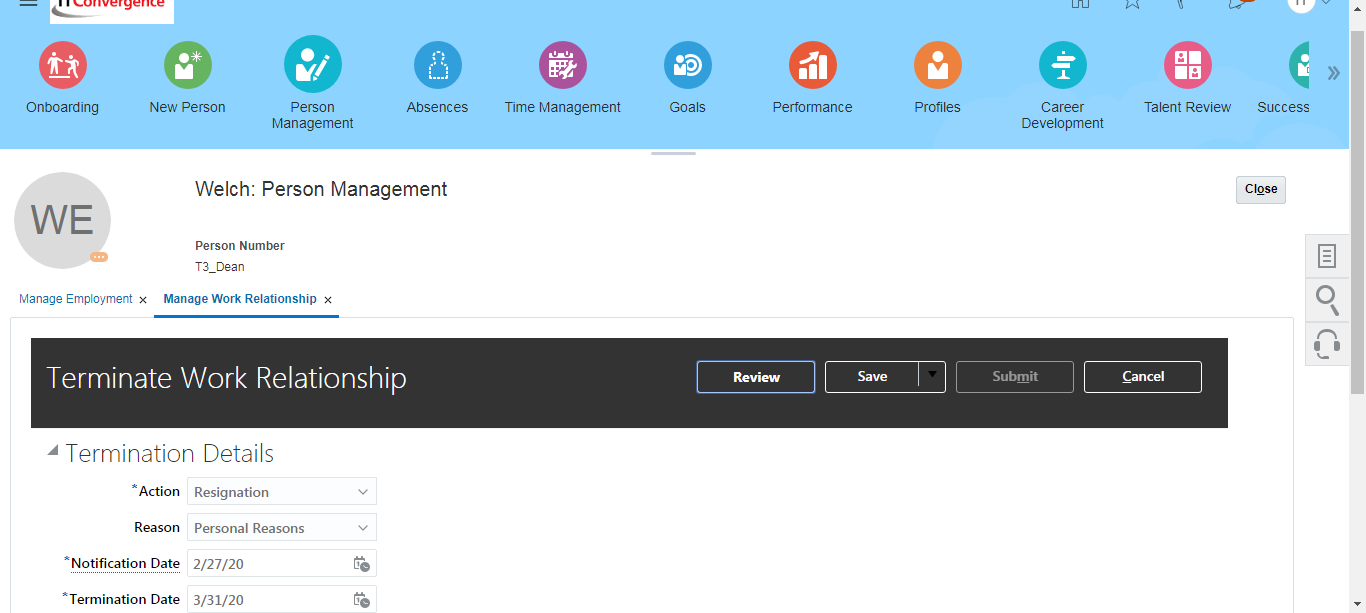 ITConvergence
IT
Onboarding
New Person
Person
Management
Absences
Time Management
Goals
Performance
Profiles
Career
Development
Talent Review
Success
WE
Welch: Person Management
Close
Person Number
T3_Dean
Manage Employment
Manage Work Relationship
Terminate Work Relationship
Review
Save
Submit
Cancel
Termination Details
*Action Resignation
Reason Personal Reasons
*Notification Date 2/27/20
*Termination Date 3/31/20